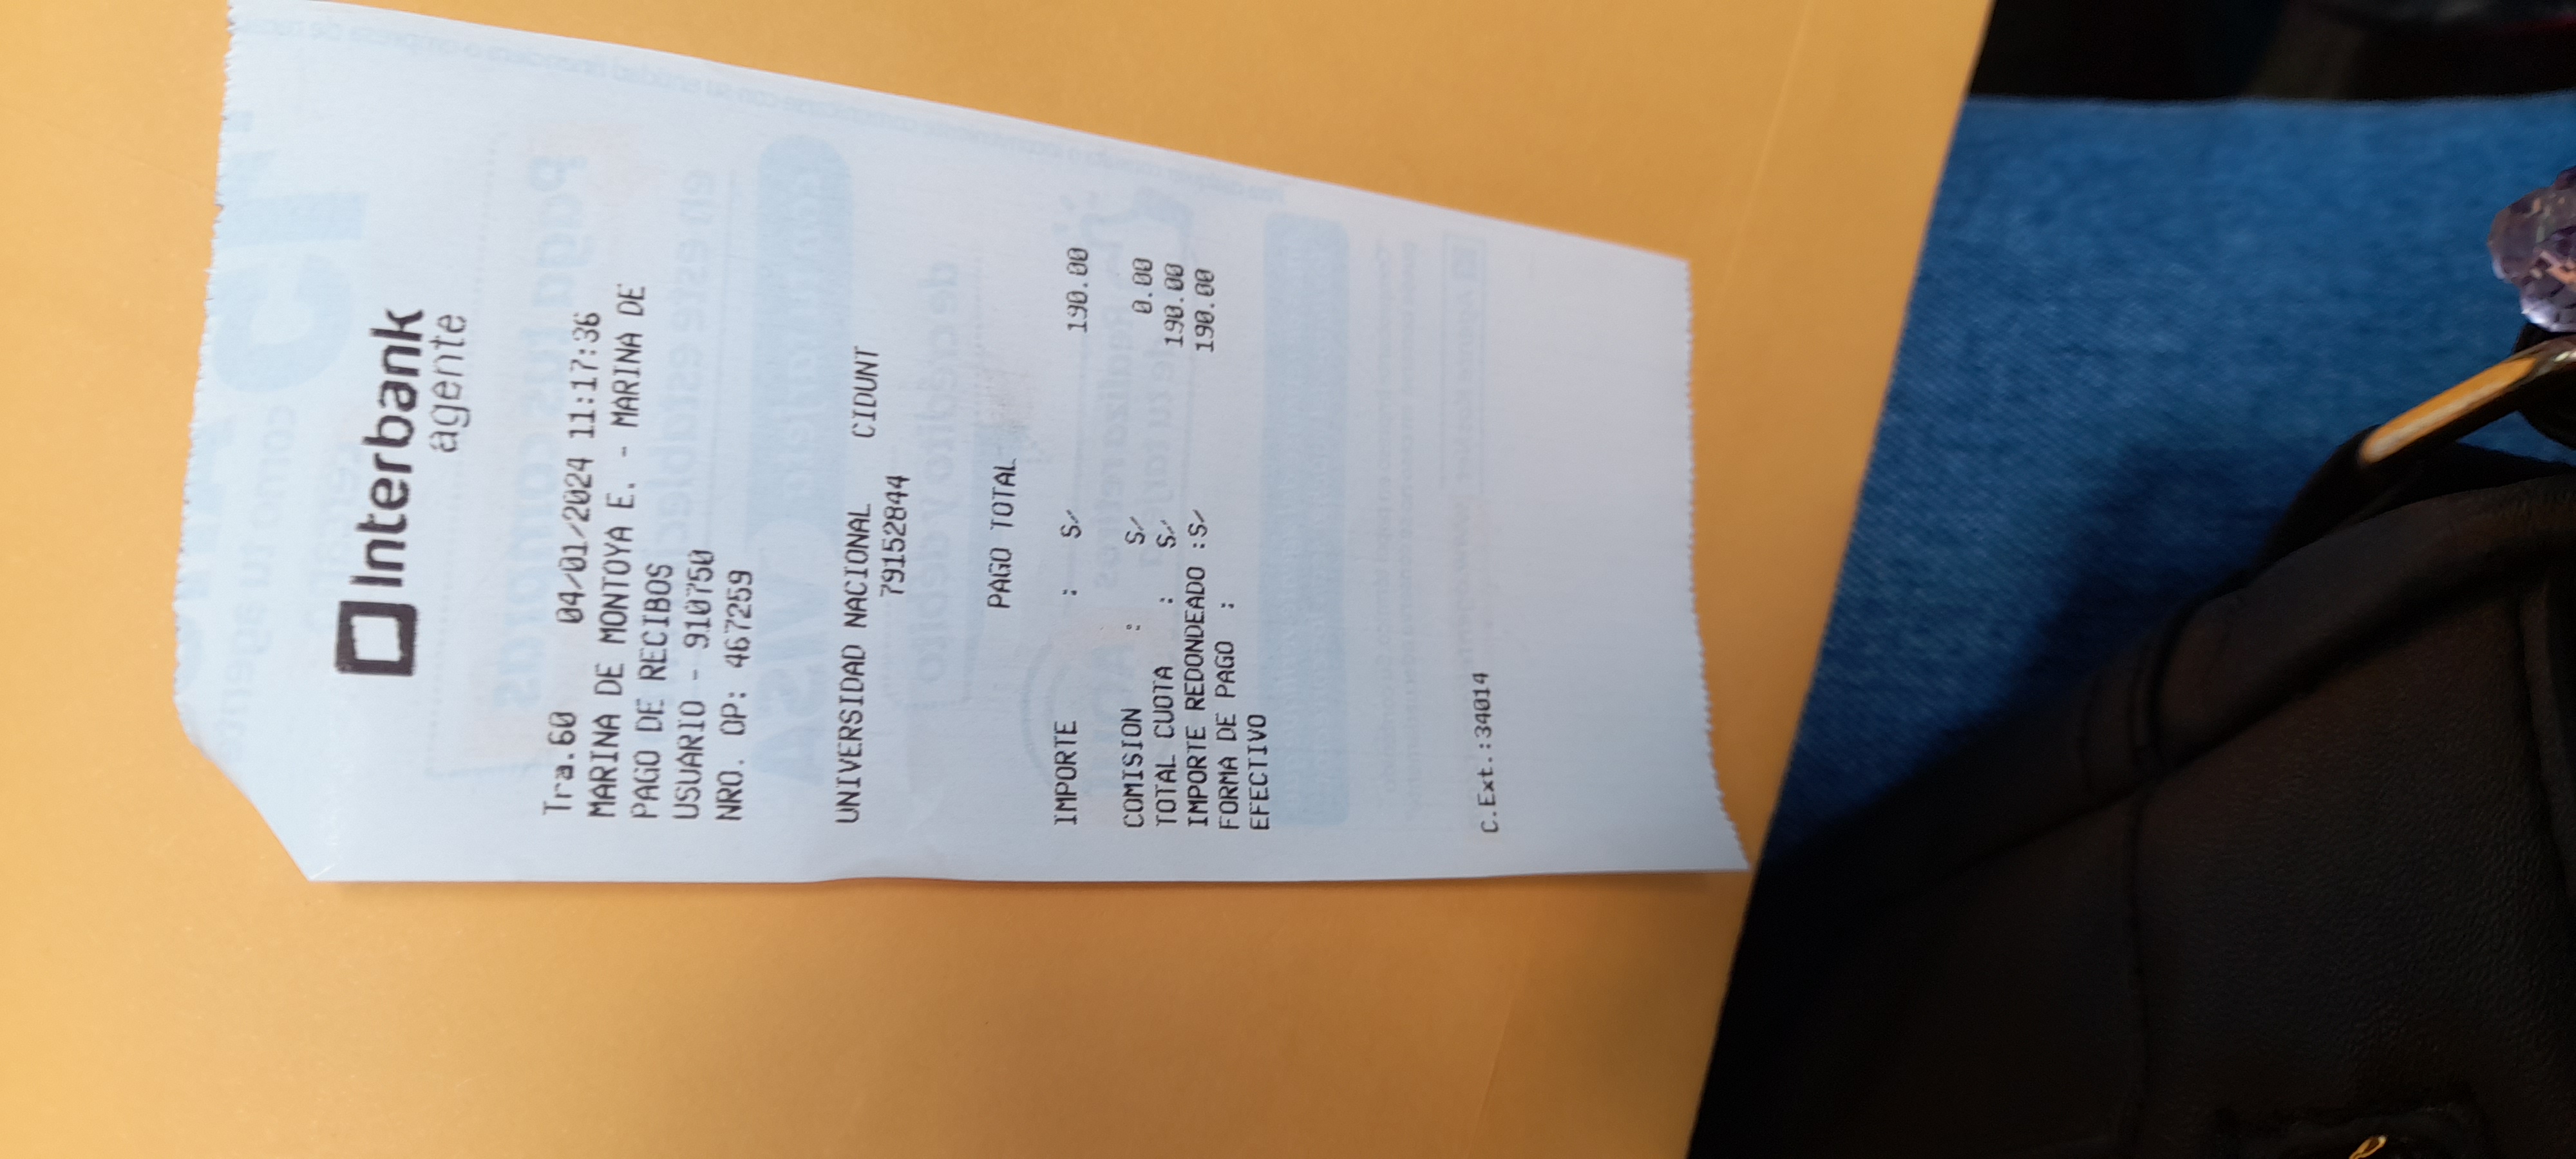 Interbank
agente
Tra.60 04/01/2024 11:17:36
MARINA DE MONTOYA E. - MARINA DE
PAGO DE RECIBOS
USUARIO - 910750
NRO. OP: 467259
UNIVERSIDAD NACIONAL CIDUNT
79152844
PAGO TOTAL
IMPORTE : S/ 190.00
COMISION : S/ 0.00
TOTAL CUOTA : S/ 190.00
IMPORTE REDONDEADO :S/ 190.00
FORMA DE PAGO :
EFECTIVO
C.Ext.:34014